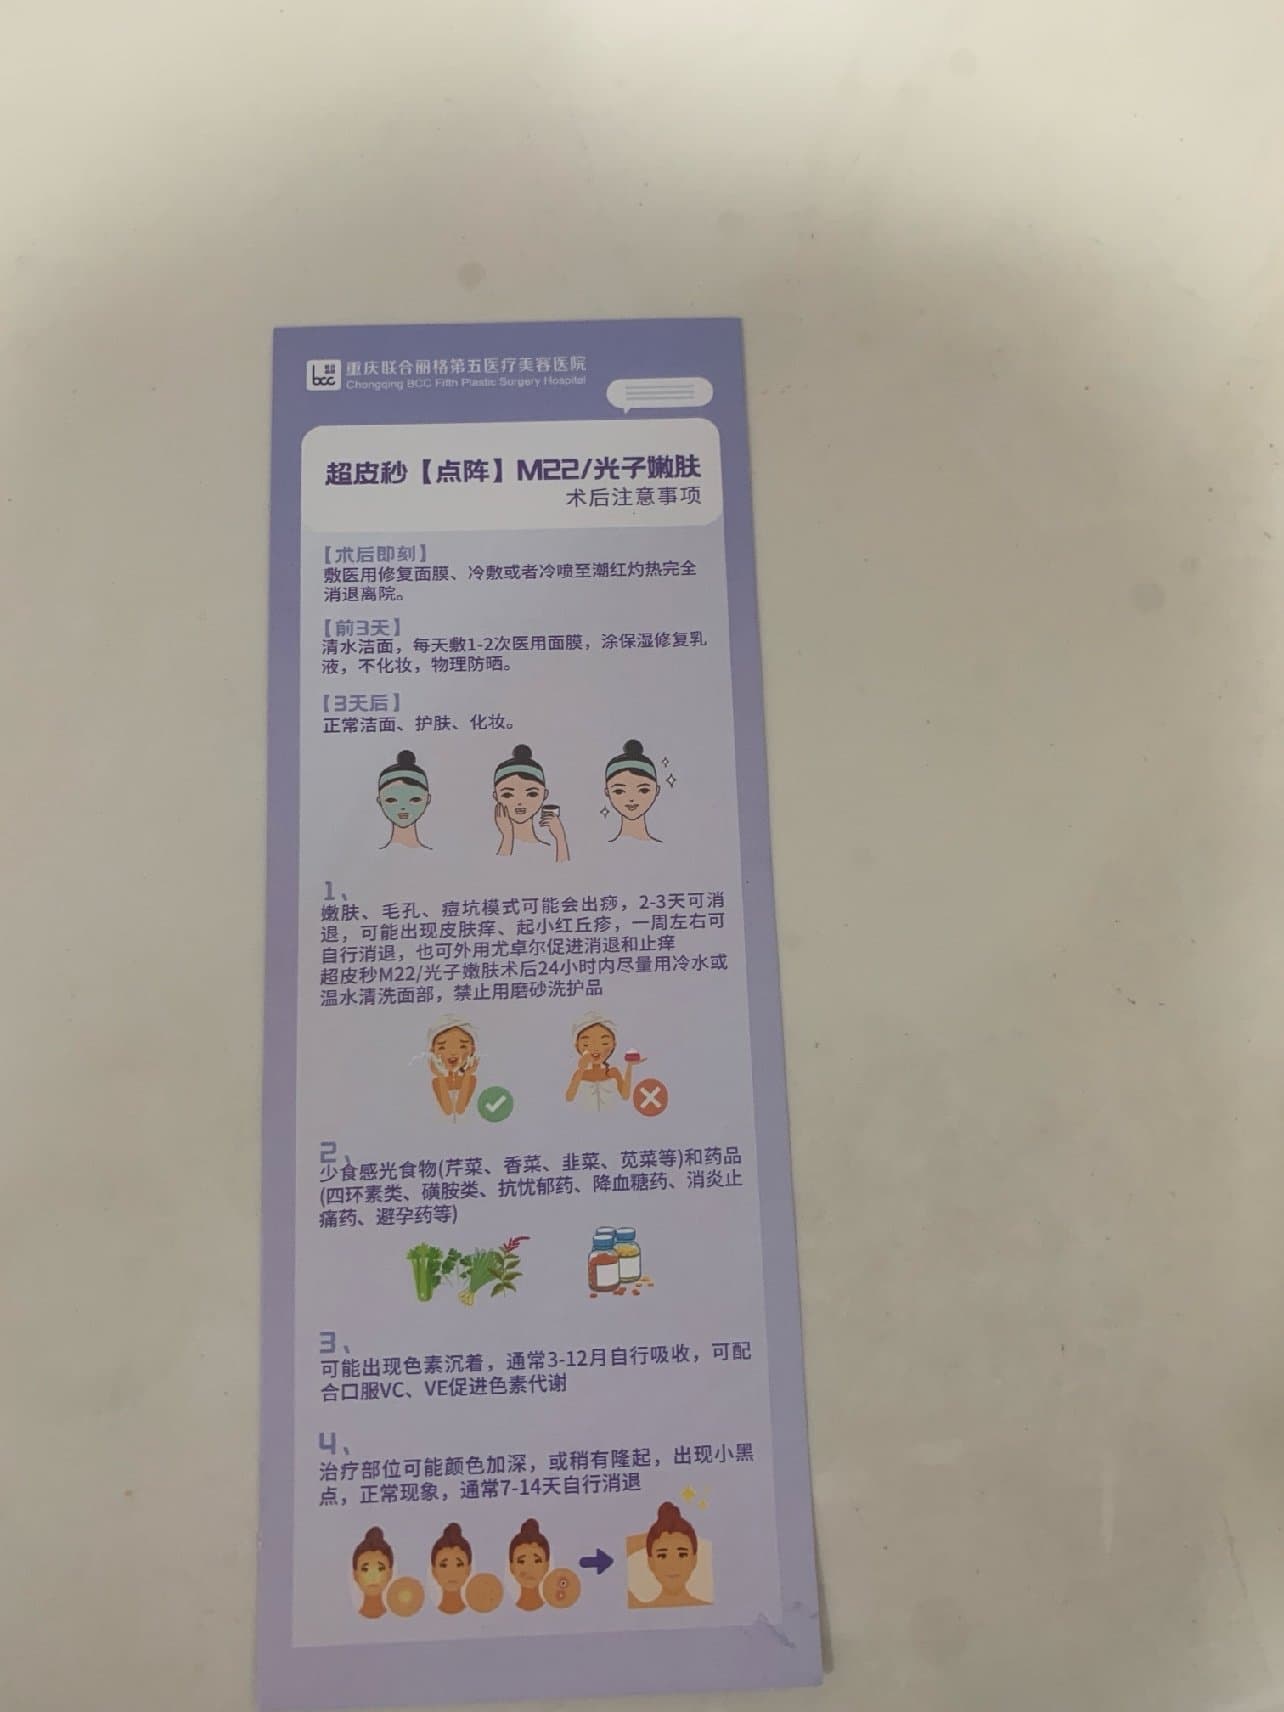 bcc
重庆联合丽格第五医疗美容医院
Chongqing BCC Fifth Plastic Surgery Hospital
超皮秒【点阵】M22/光子嫩肤
术后注意事项
【术后即刻】
敷医用修复面膜、冷敷或者冷喷至潮红灼热完全
消退离院。
【前3天】
清水洁面，每天敷1-2次医用面膜，涂保湿修复乳
液，不化妆，物理防晒。
【3天后】
正常洁面、护肤、化妆。
1、
嫩肤、毛孔、痘坑模式可能会出痧，2-3天可消
退，可能出现皮肤痒、起小红丘疹，一周左右可
自行消退，也可外用尤卓尔促进消退和止痒
超皮秒M22/光子嫩肤术后24小时内尽量用冷水或
温水清洗面部，禁止用磨砂洗护品
2、
少食感光食物(芹菜、香菜、韭菜、苋菜等)和药品
(四环素类、磺胺类、抗忧郁药、降血糖药、消炎止
痛药、避孕药等)
3、
可能出现色素沉着，通常3-12月自行吸收，可配
合口服VC、VE促进色素代谢
4、
治疗部位可能颜色加深，或稍有隆起，出现小黑
点，正常现象，通常7-14天自行消退